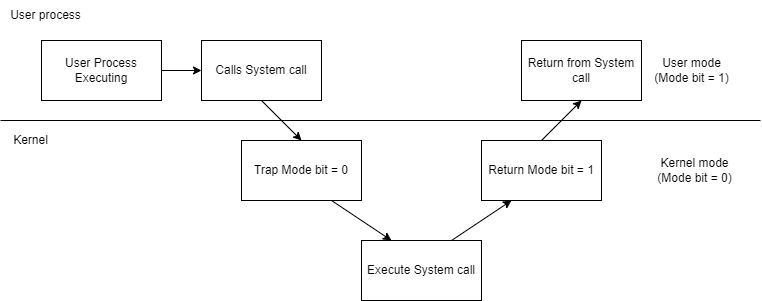 User process
User Process
Executing
Calls System call
Return from System
call
User mode
(Mode bit = 1)
Kernel
Trap Mode bit = 0
Return Mode bit = 1
Kernel mode
(Mode bit = 0)
Execute System call